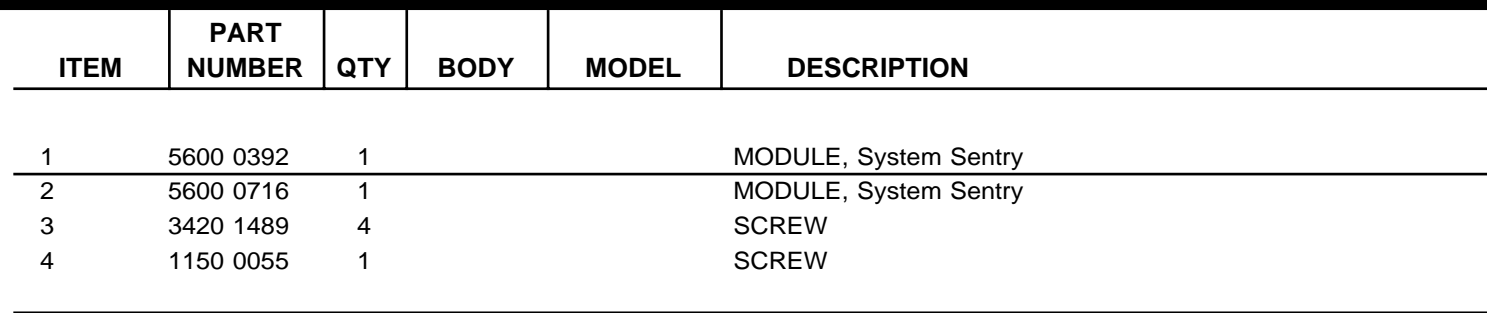 PART
ITEM NUMBER QTY BODY MODEL DESCRIPTION
1 5600 0392 1 MODULE, System Sentry
2 5600 0716 1 MODULE, System Sentry
3 3420 1489 4 SCREW
4 1150 0055 1 SCREW